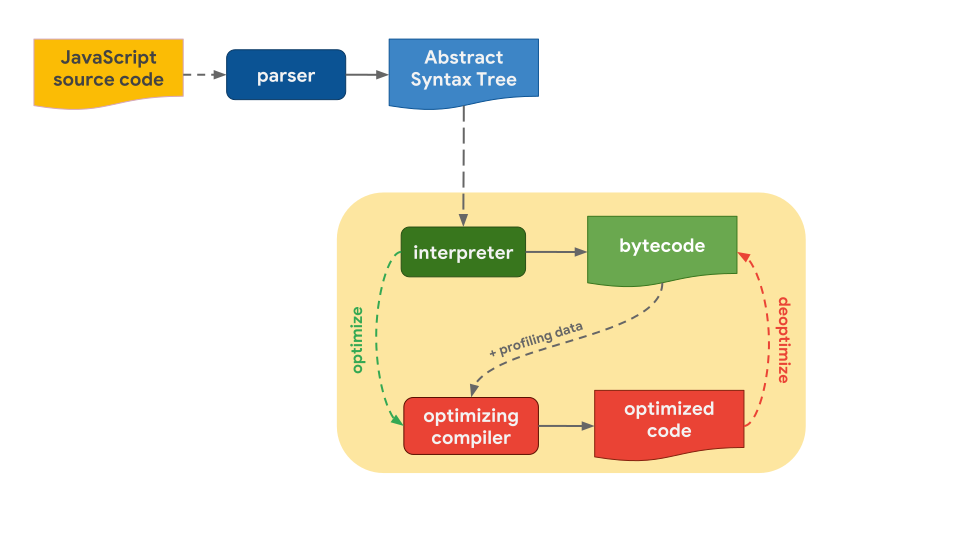 JavaScript
source code
parser
Abstract
Syntax Tree
interpreter
bytecode
optimize
+ profiling data
deoptimize
optimizing
compiler
optimized
code